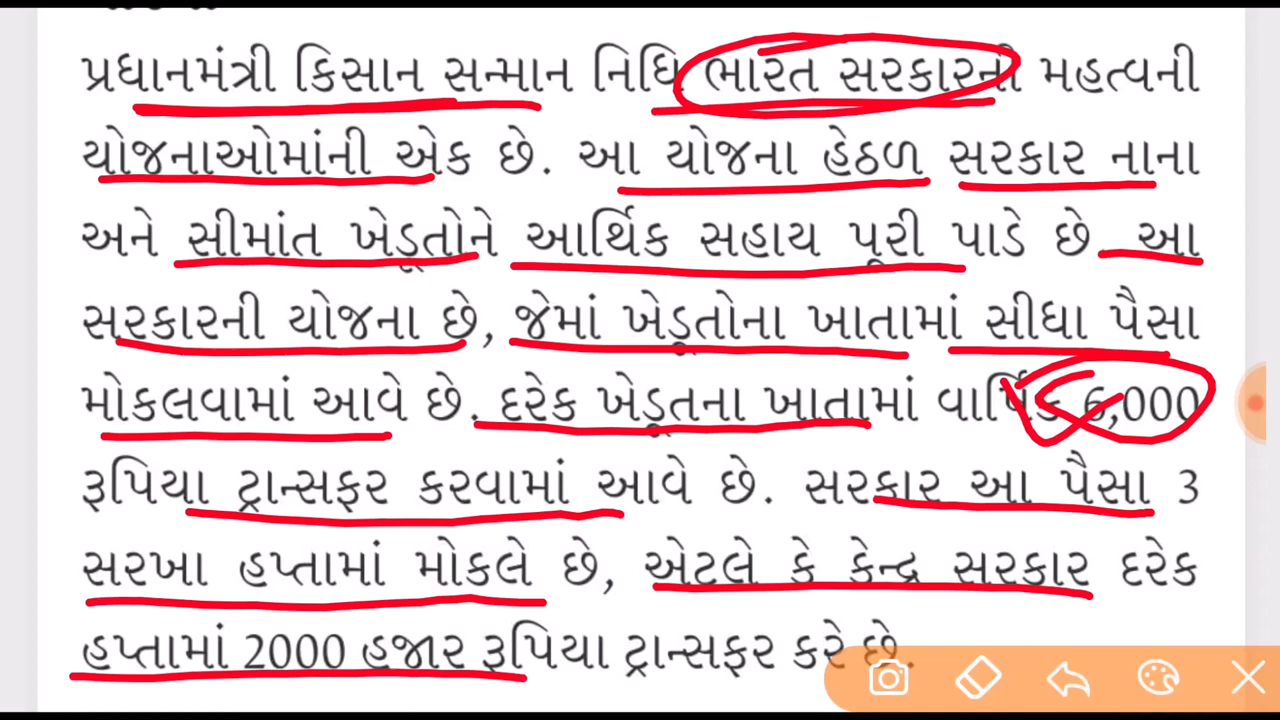 પ્રધાનમંત્રી કિસાન સન્માન નિધિ ભારત સરકારની મહત્વની
યોજનાઓમાંની એક છે. આ યોજના હેઠળ સરકાર નાના
અને સીમાંત ખેડૂતોને આર્થિક સહાય પૂરી પાડે છે. આ
સરકારની યોજના છે, જેમાં ખેડૂતોના ખાતામાં સીધા પૈસા
મોકલવામાં આવે છે. દરેક ખેડૂતના ખાતામાં વાર્ષિક 6,000
રૂપિયા ટ્રાન્સફર કરવામાં આવે છે. સરકાર આ પૈસા 3
સરખા હપ્તામાં મોકલે છે, એટલે કે કેન્દ્ર સરકાર દરેક
હપ્તામાં 2000 હજાર રૂપિયા ટ્રાન્સફર કરે છે.